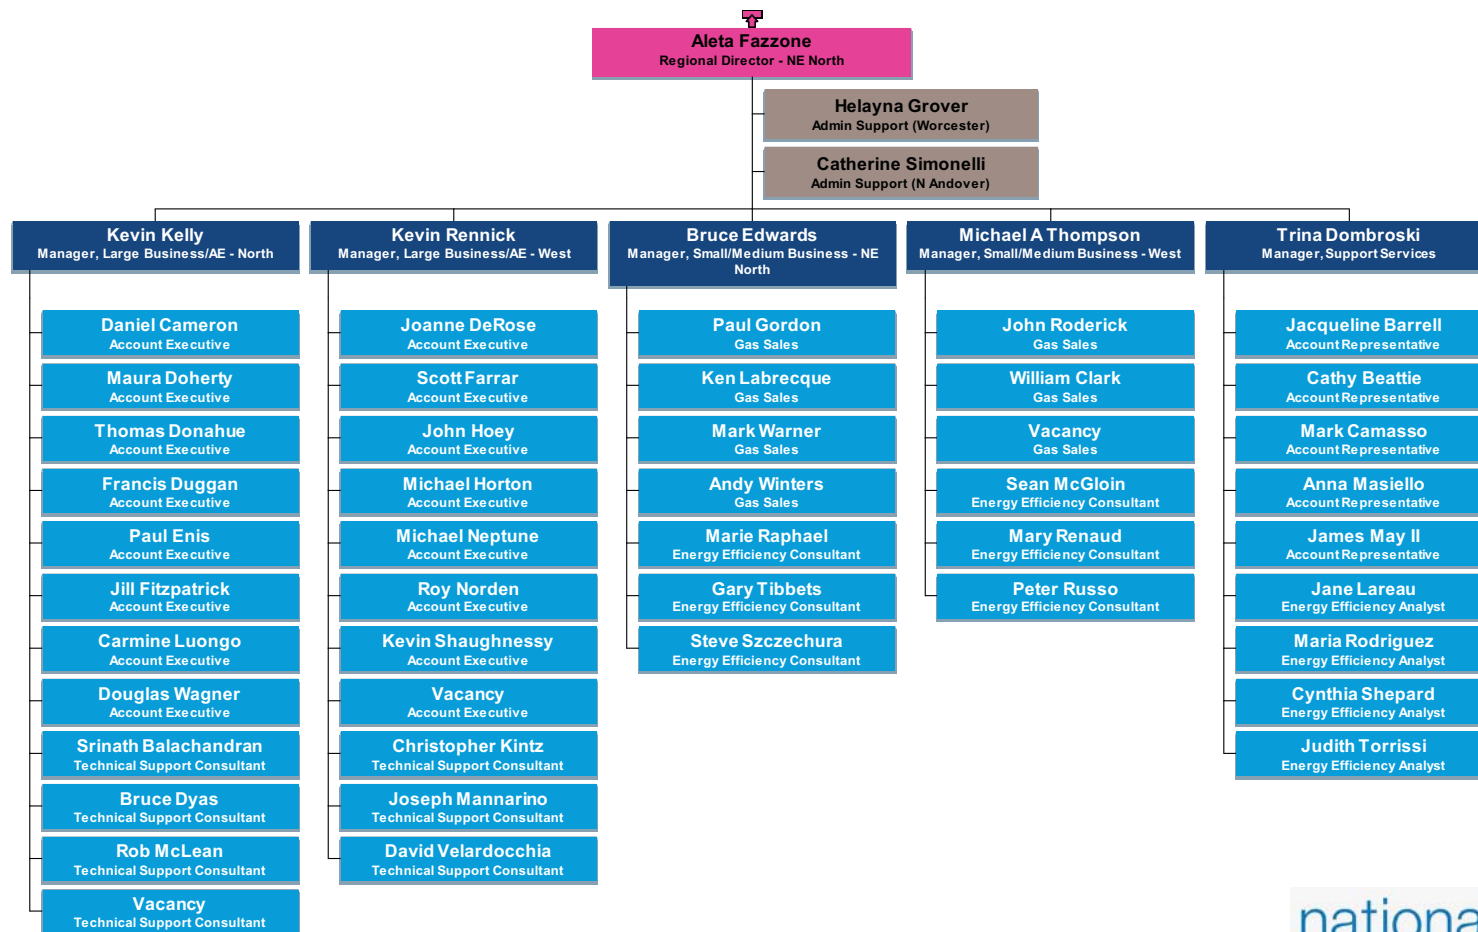 Aleta Fazzone
Regional Director - NE North
Helayna Grover
Admin Support (Worcester)
Catherine Simonelli
Admin Support (N Andover)
Kevin Kelly
Manager, Large Business/AE - North
Daniel Cameron
Account Executive
Maura Doherty
Account Executive
Thomas Donahue
Account Executive
Francis Duggan
Account Executive
Paul Enis
Account Executive
Jill Fitzpatrick
Account Executive
Carmine Luongo
Account Executive
Douglas Wagner
Account Executive
Srinath Balachandran
Technical Support Consultant
Bruce Dyas
Technical Support Consultant
Rob McLean
Technical Support Consultant
Vacancy
Technical Support Consultant
Kevin Rennick
Manager, Large Business/AE - West
Joanne DeRose
Account Executive
Scott Farrar
Account Executive
John Hoey
Account Executive
Michael Horton
Account Executive
Michael Neptune
Account Executive
Roy Norden
Account Executive
Kevin Shaughnessy
Account Executive
Vacancy
Account Executive
Christopher Kintz
Technical Support Consultant
Joseph Mannarino
Technical Support Consultant
David Velardocchia
Technical Support Consultant
Bruce Edwards
Manager, Small/Medium Business - NE
North
Paul Gordon
Gas Sales
Ken Labrecque
Gas Sales
Mark Warner
Gas Sales
Andy Winters
Gas Sales
Marie Raphael
Energy Efficiency Consultant
Gary Tibbets
Energy Efficiency Consultant
Steve Szczechura
Energy Efficiency Consultant
Michael A Thompson
Manager, Small/Medium Business - West
John Roderick
Gas Sales
William Clark
Gas Sales
Vacancy
Gas Sales
Sean McGloin
Energy Efficiency Consultant
Mary Renaud
Energy Efficiency Consultant
Peter Russo
Energy Efficiency Consultant
Trina Dombroski
Manager, Support Services
Jacqueline Barrell
Account Representative
Cathy Beattie
Account Representative
Mark Camasso
Account Representative
Anna Masiello
Account Representative
James May II
Account Representative
Jane Lareau
Energy Efficiency Analyst
Maria Rodriguez
Energy Efficiency Analyst
Cynthia Shepard
Energy Efficiency Analyst
Judith Torrissi
Energy Efficiency Analyst
nationa